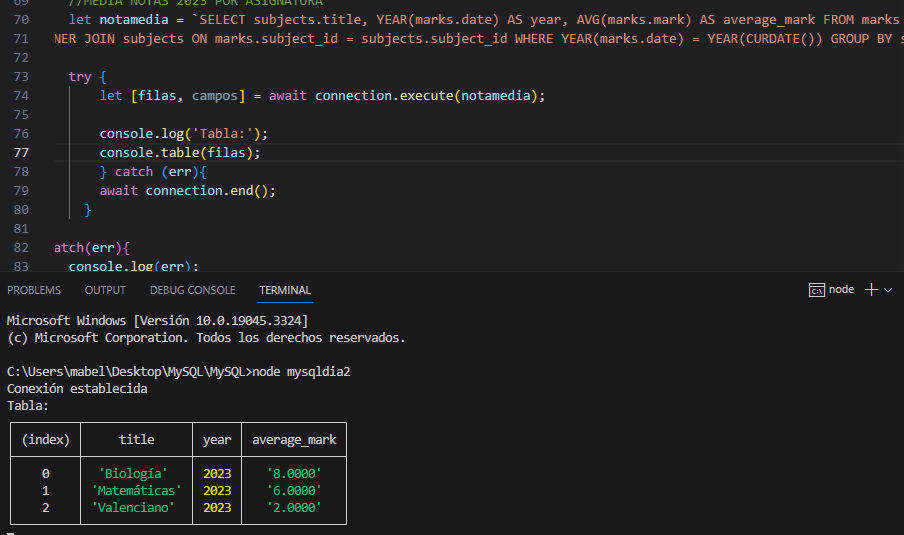 69 //MEDIA NOTAS 2023 POR ASIGNATURA
70 let notamedia = `SELECT subjects.title, YEAR(marks.date) AS year, AVG(marks.mark) AS average_mark FROM marks
71 NER JOIN subjects ON marks.subject_id = subjects.subject_id WHERE YEAR(marks.date) = YEAR(CURDATE()) GROUP BY s
72
73 try {
74 let [filas, campos] = await connection.execute(notamedia);
75
76 console.log('Tabla:');
77 console.table(filas);
78 } catch (err){
79 await connection.end();
80 }
81
82 atch(err){
83 console.log(err);
PROBLEMS OUTPUT DEBUG CONSOLE TERMINAL node
Microsoft Windows [Versión 10.0.19045.3324]
(c) Microsoft Corporation. Todos los derechos reservados.
C:\Users\mabel\Desktop\MySQL\MySQL>node mysqldia2
Conexión establecida
Tabla:
(index) title year average_mark
0 'Biología' 2023 '8.0000'
1 'Matemáticas' 2023 '6.0000'
2 'Valenciano' 2023 '2.0000'